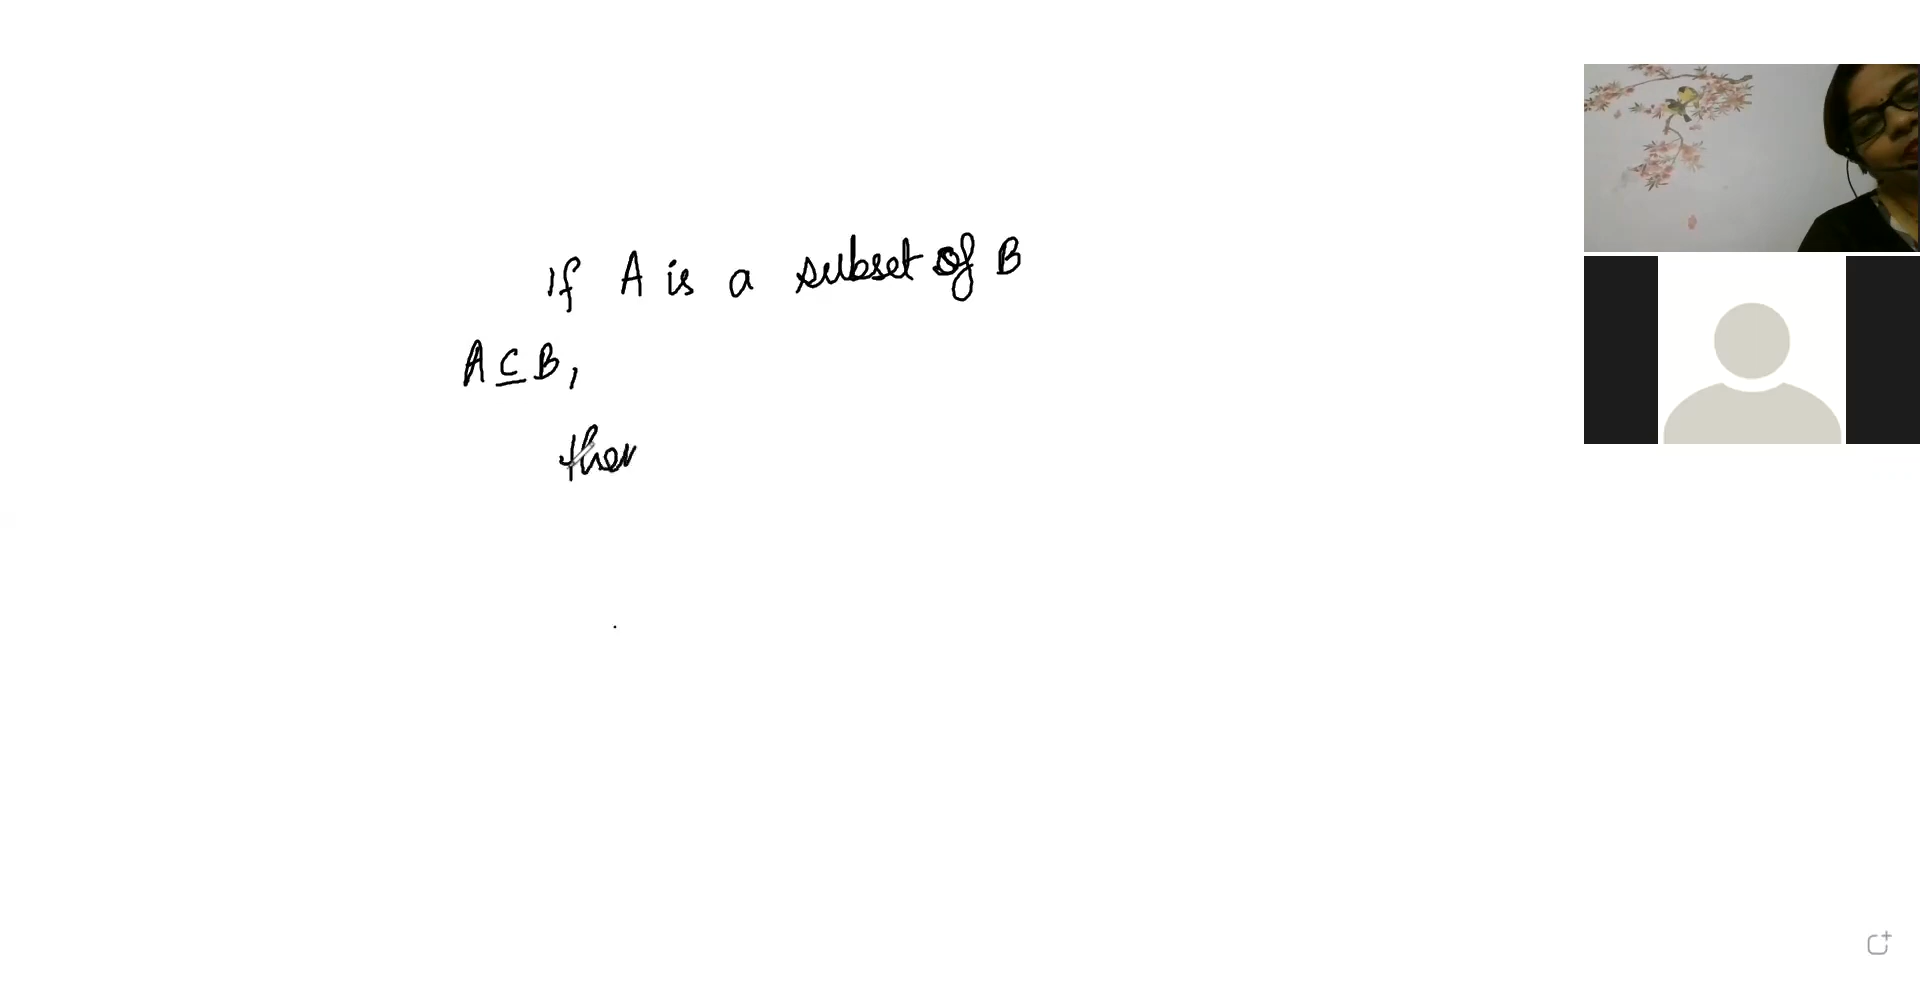 If A is a subset of B
A ⊆ B,
then